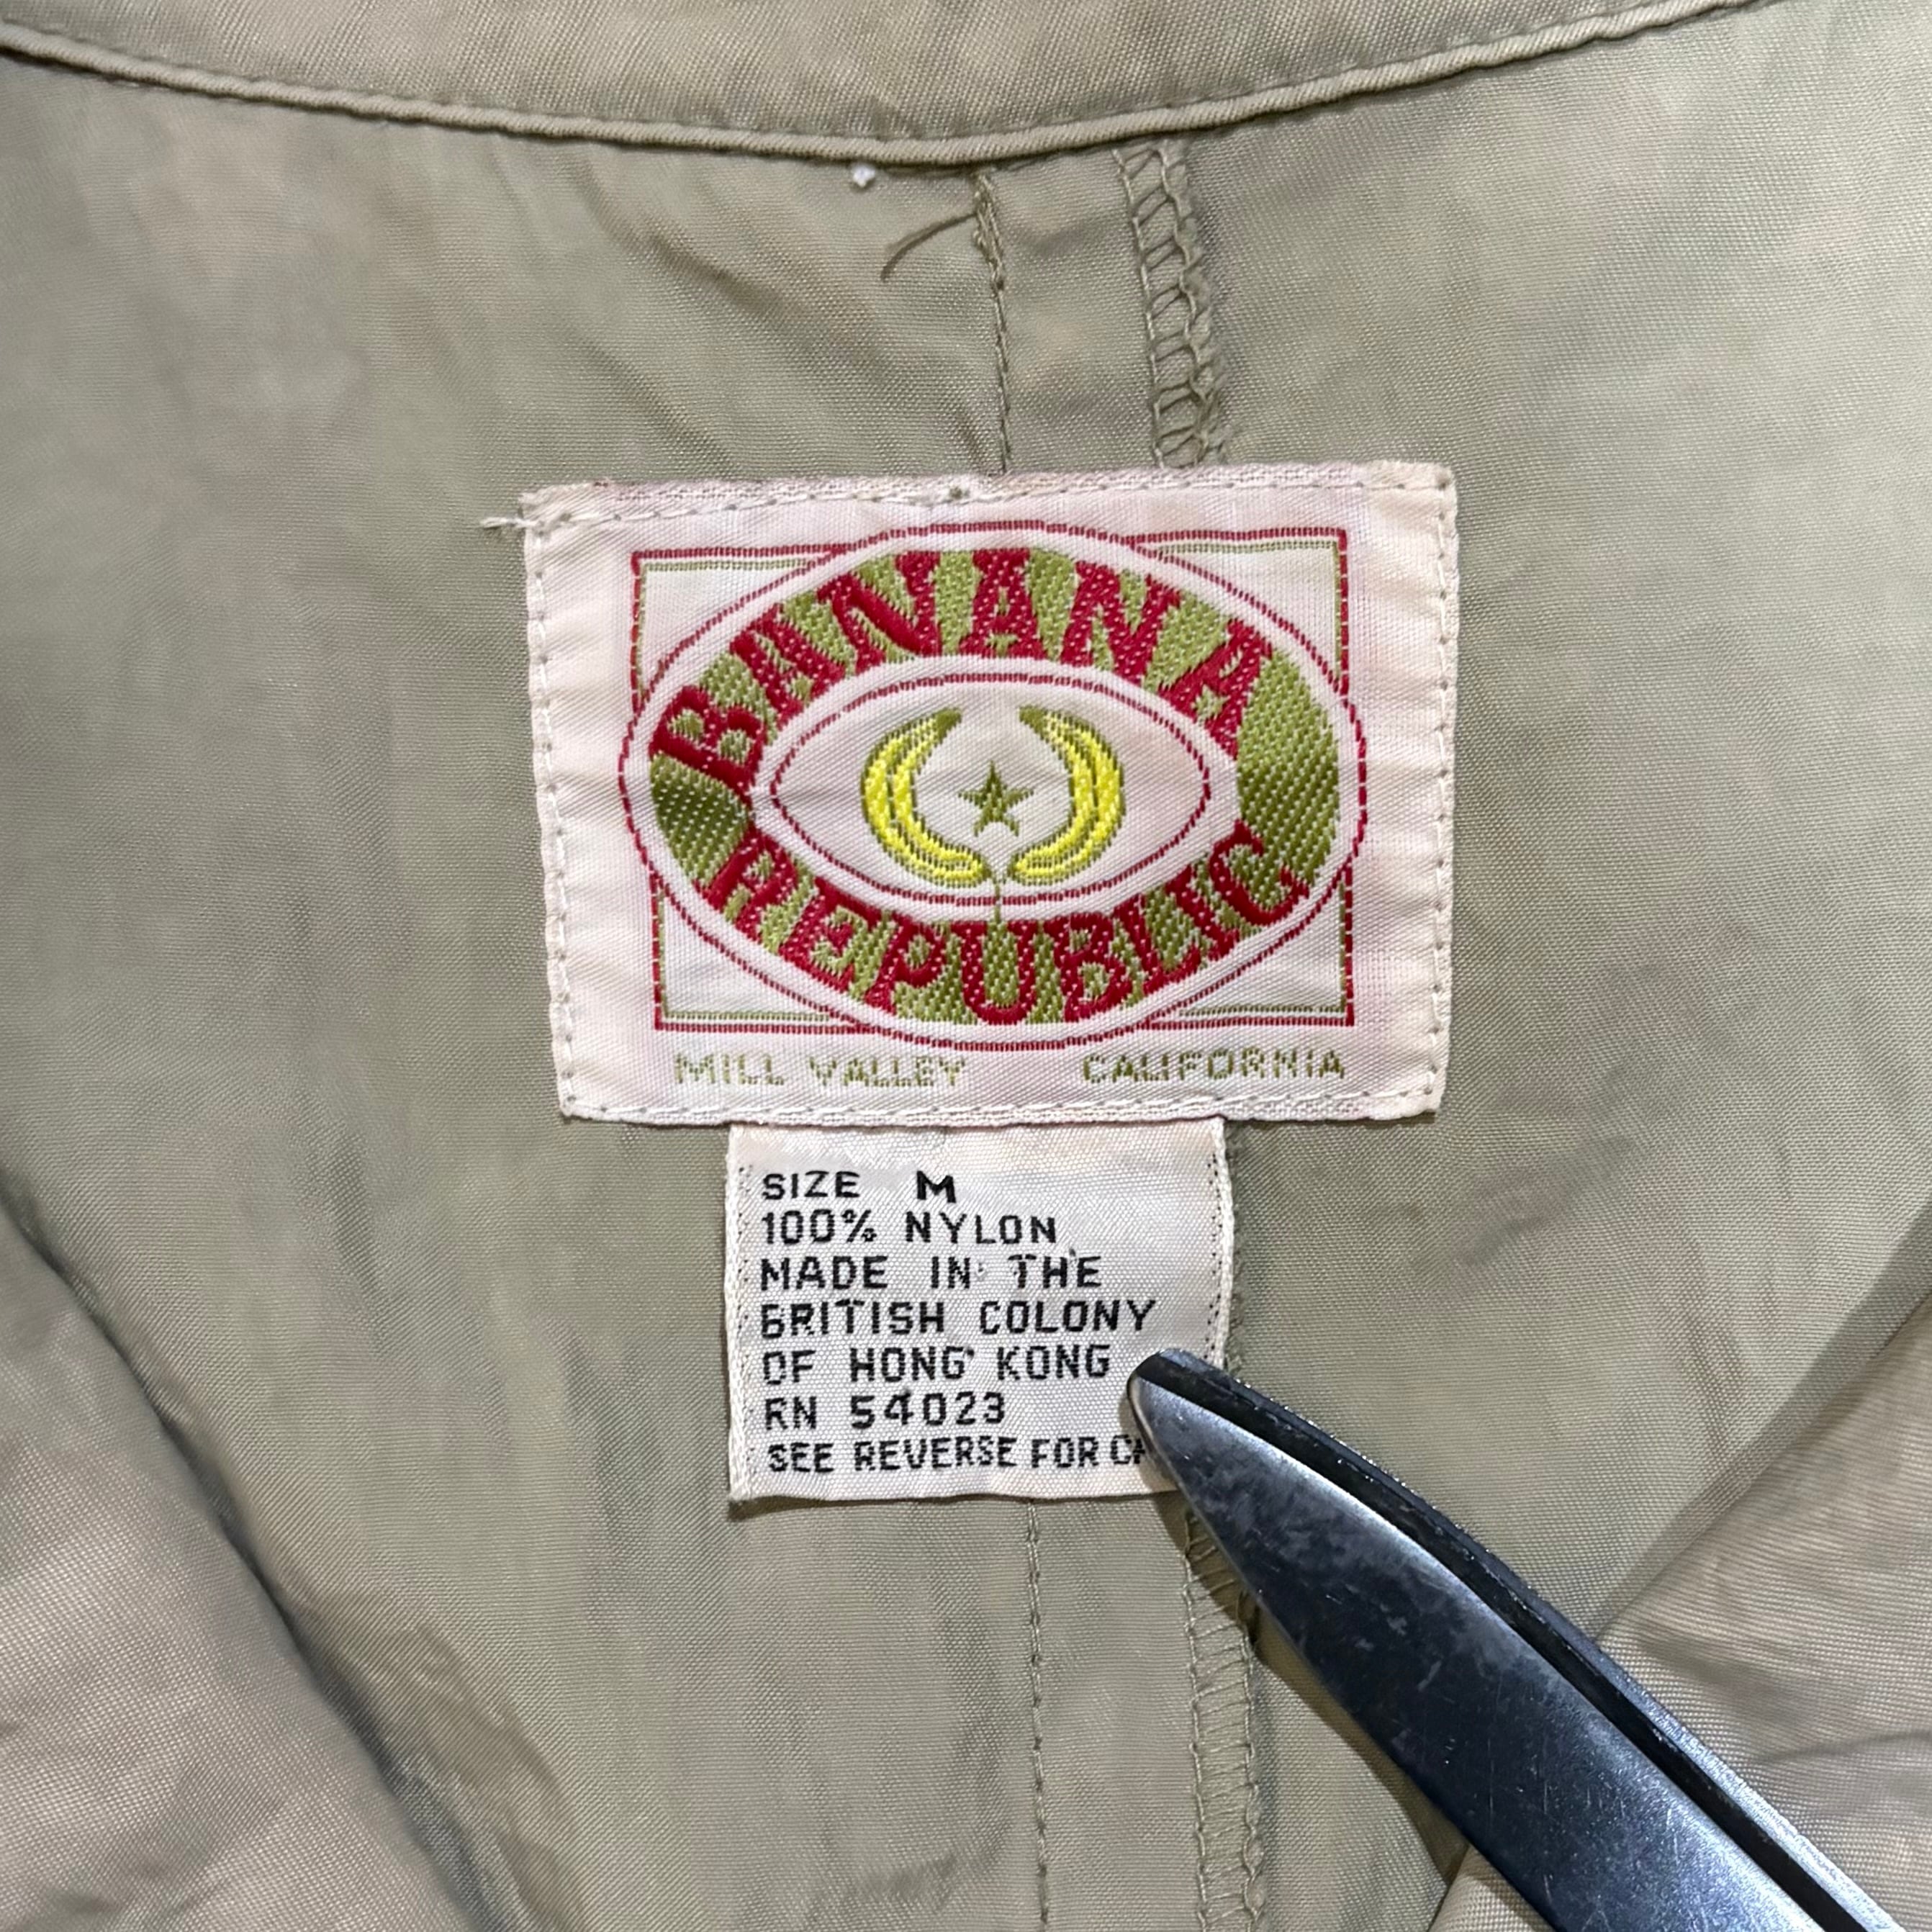 BANANA
REPUBLIC
MILL VALLEY CALIFORNIA
SIZE M
100% NYLON
MADE IN THE
BRITISH COLONY
OF HONG KONG
RN 54023
SEE REVERSE FOR